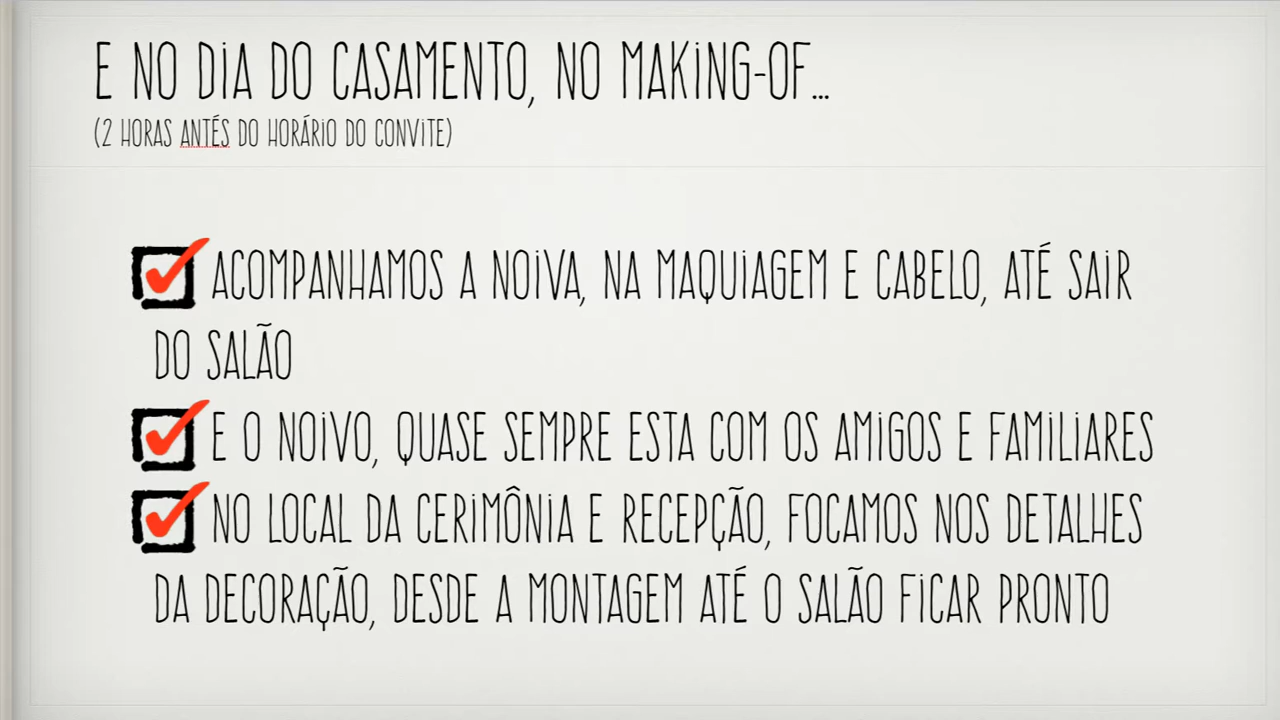 E NO DIA DO CASAMENTO, NO MAKING-OF...
(2 HORAS ANTÉS DO HORÁRIO DO CONVITE)
ACOMPANHAMOS A NOIVA, NA MAQUIAGEM E CABELO, ATÉ SAIR
DO SALÃO
E O NOIVO, QUASE SEMPRE ESTA COM OS AMIGOS E FAMILIARES
NO LOCAL DA CERIMÔNIA E RECEPÇÃO, FOCAMOS NOS DETALHES
DA DECORAÇÃO, DESDE A MONTAGEM ATÉ O SALÃO FICAR PRONTO